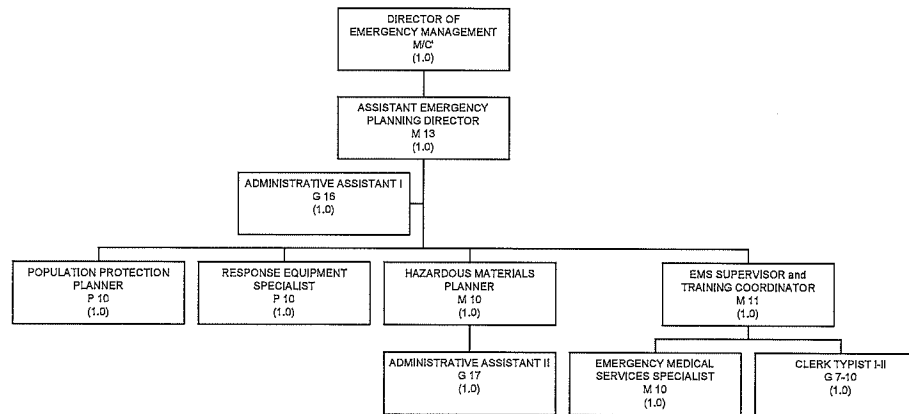 DIRECTOR OF
EMERGENCY MANAGEMENT
M/C'
(1.0)
ASSISTANT EMERGENCY
PLANNING DIRECTOR
M 13
(1.0)
ADMINISTRATIVE ASSISTANT I
G 16
(1.0)
POPULATION PROTECTION
PLANNER
P 10
(1.0)
RESPONSE EQUIPMENT
SPECIALIST
P 10
(1.0)
HAZARDOUS MATERIALS
PLANNER
M 10
(1.0)
EMS SUPERVISOR and
TRAINING COORDINATOR
M 11
(1.0)
ADMINISTRATIVE ASSISTANT II
G 17
(1.0)
EMERGENCY MEDICAL
SERVICES SPECIALIST
M 10
(1.0)
CLERK TYPIST I-II
G 7-10
(1.0)